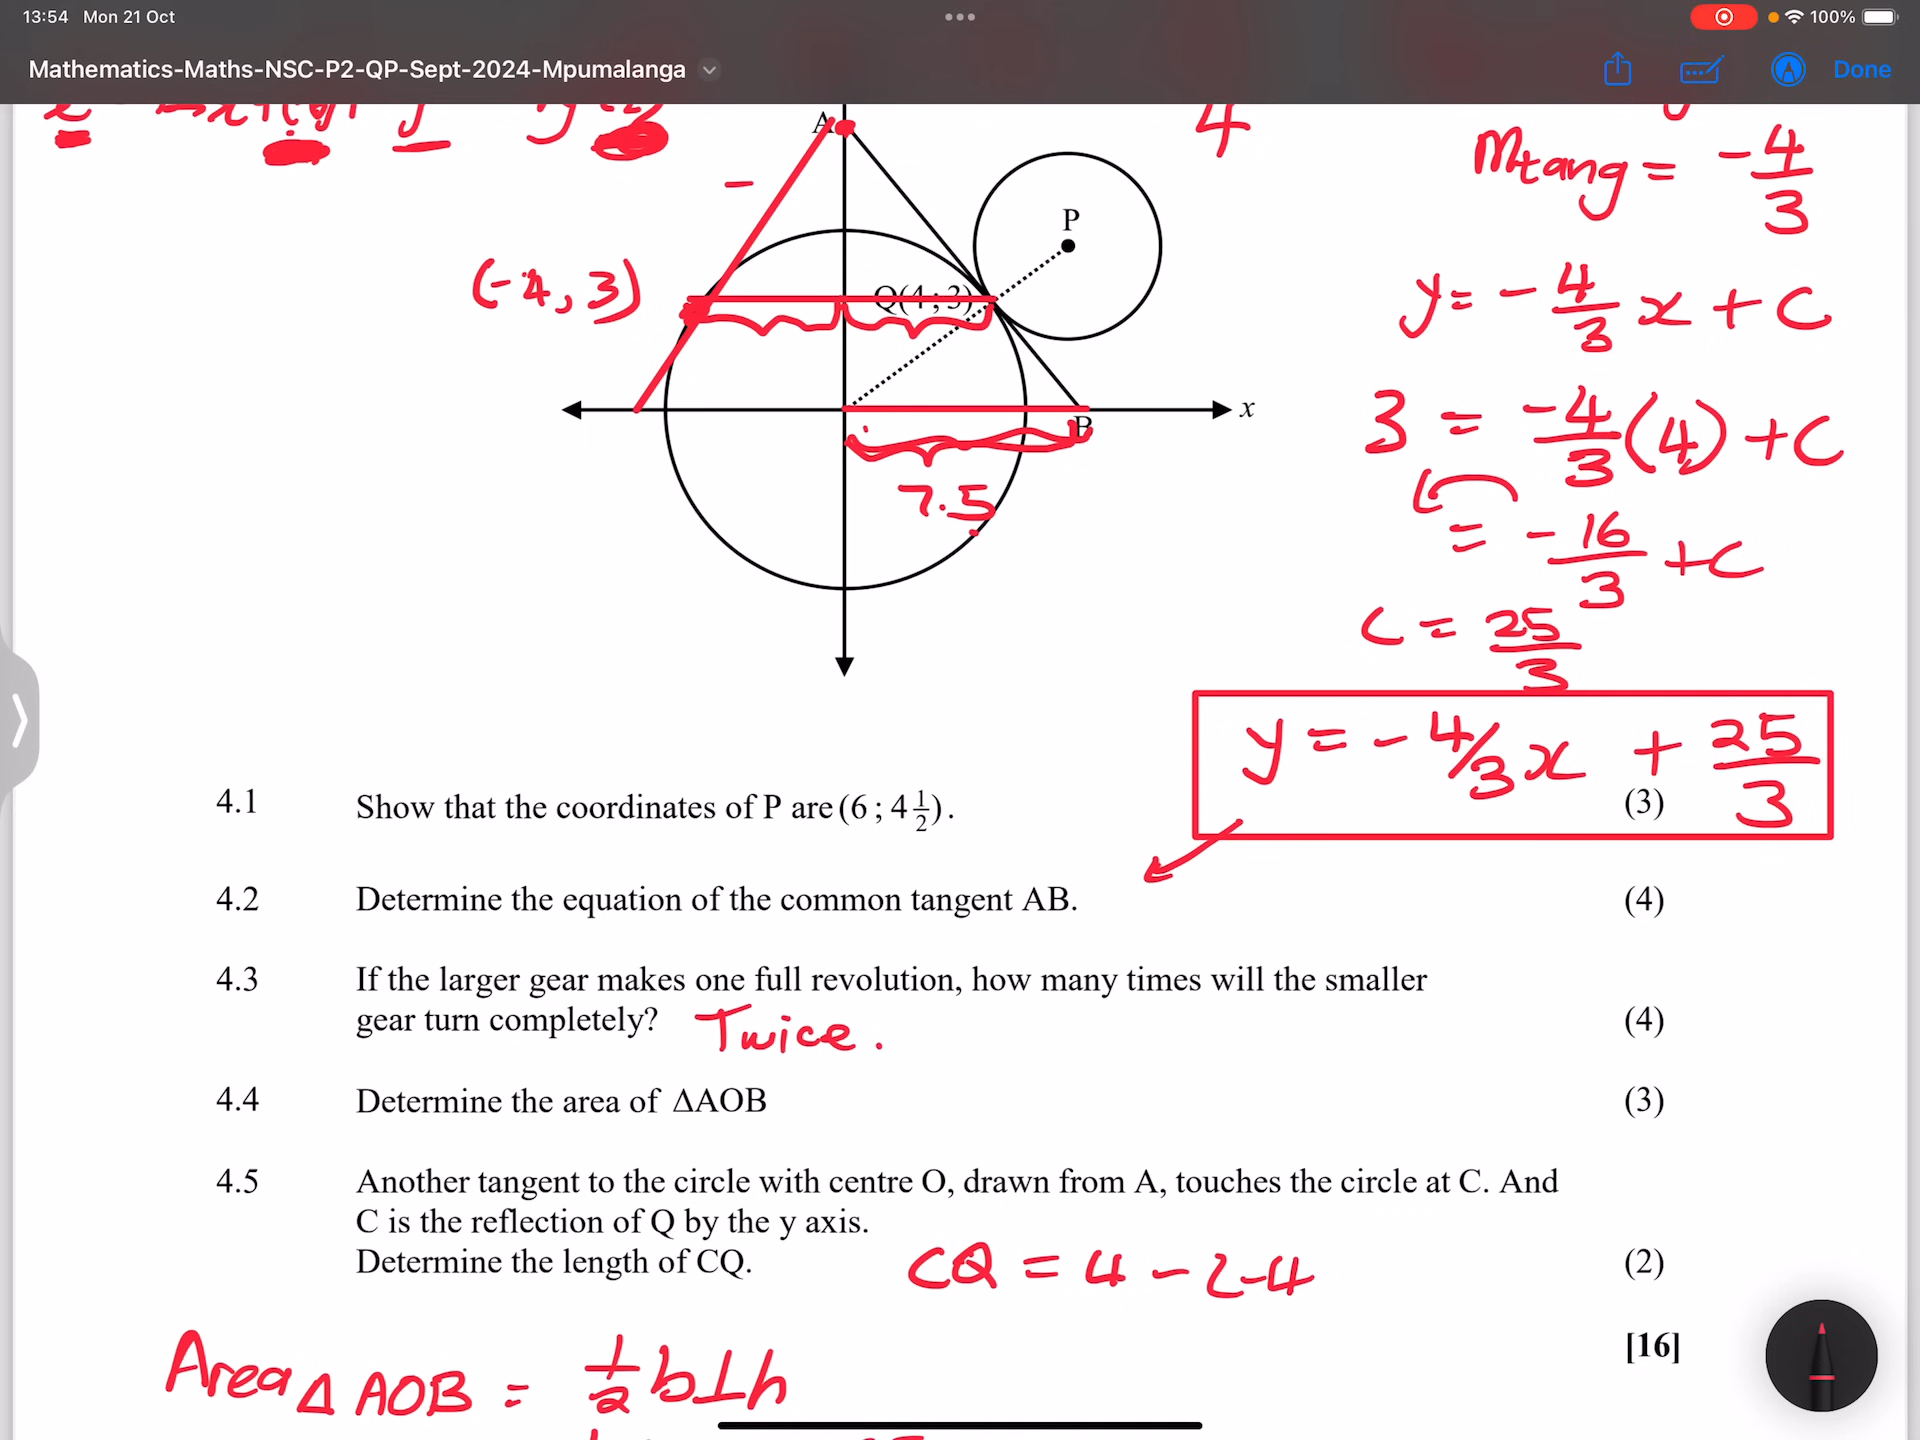 13:54 Mon 21 Oct
100%
Mathematics-Maths-NSC-P2-QP-Sept-2024-Mpumalanga
Done
A
4
Mtang = -4/3
P
(-4, 3)
Q(4 ; 3)
y = -4/3 x + C
x
B
3 = -4/3 (4) + C
7.5
= -16/3 + C
C = 25/3
y = -4/3 x + 25/3
4.1 Show that the coordinates of P are (6 ; 4 1/2). (3)
4.2 Determine the equation of the common tangent AB. (4)
4.3 If the larger gear makes one full revolution, how many times will the smaller
gear turn completely? Twice. (4)
4.4 Determine the area of ΔAOB (3)
4.5 Another tangent to the circle with centre O, drawn from A, touches the circle at C. And
C is the reflection of Q by the y axis.
Determine the length of CQ. CQ = 4 - (-4 (2)
[16]
Area Δ AOB = 1/2 b⊥h